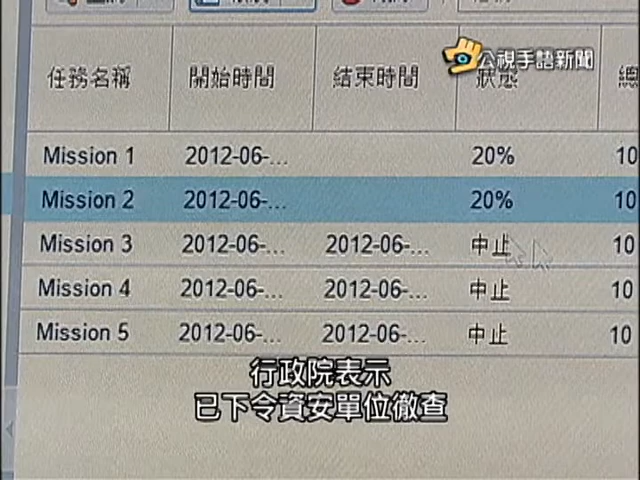 公視手語新聞
任務名稱 開始時間 結束時間 狀態 總
Mission 1 2012-06-... 20% 10
Mission 2 2012-06-... 20% 10
Mission 3 2012-06-... 2012-06-... 中止 10
Mission 4 2012-06-... 2012-06-... 中止 10
Mission 5 2012-06-... 2012-06-... 中止 10
行政院表示
已下令資安單位徹查